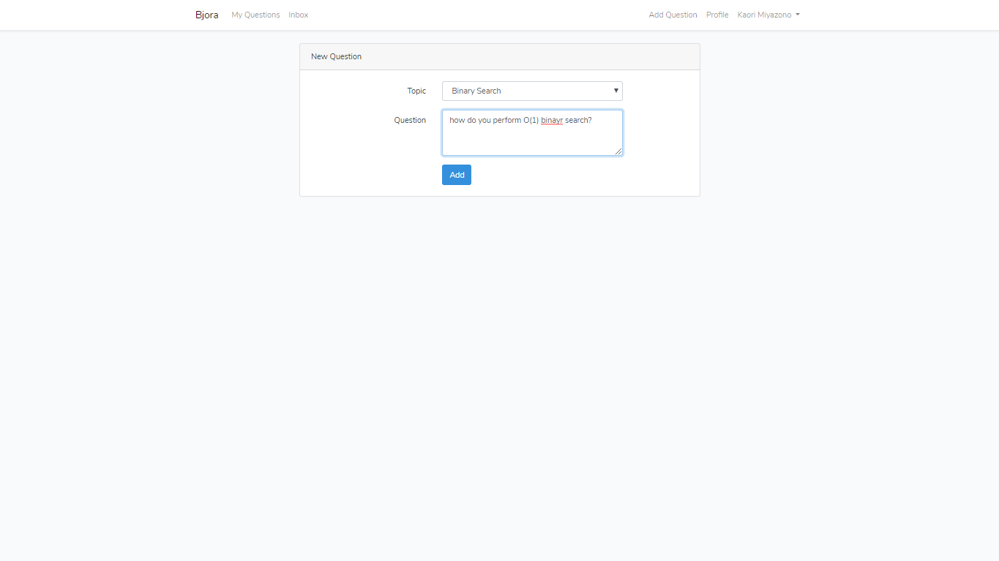 Bjora My Questions Inbox Add Question Profile Kaori Miyazono
New Question
Topic Binary Search
Question how do you perform O(1) binayr search?
Add